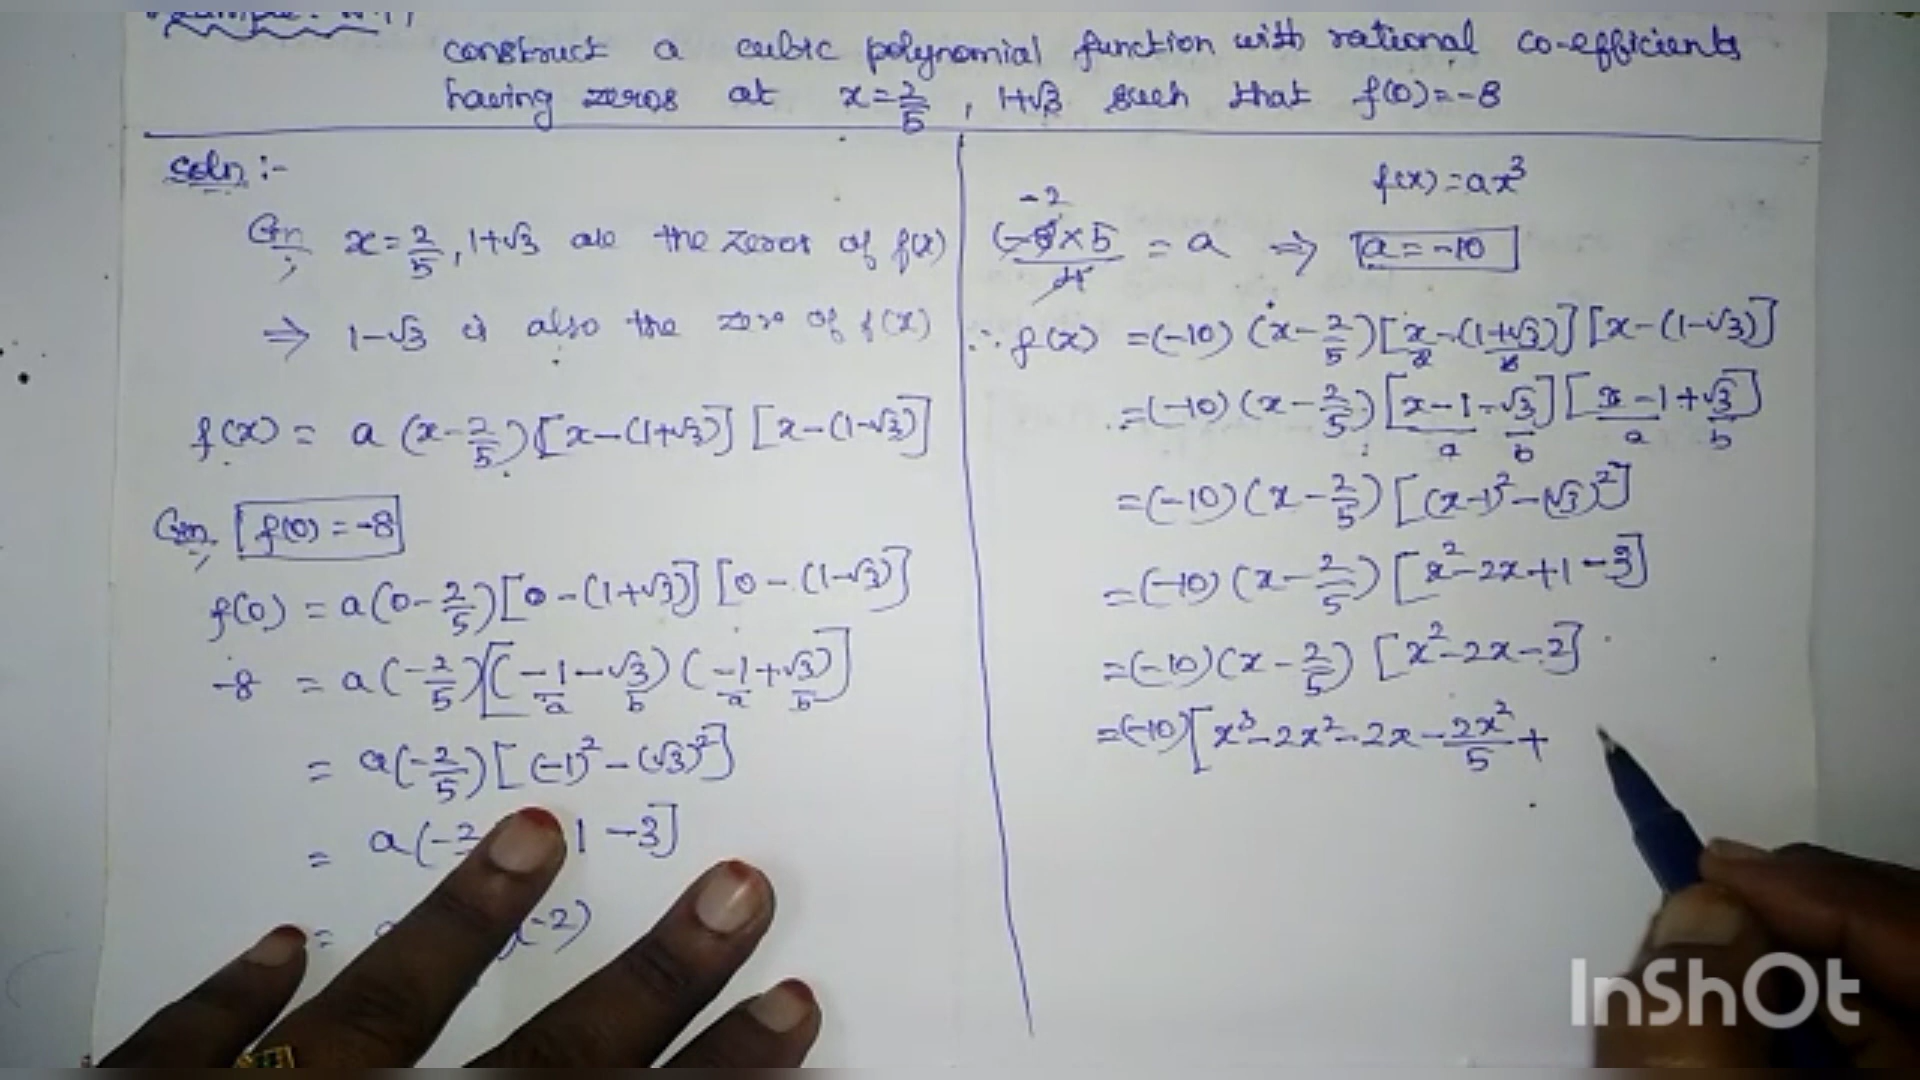 construct a cubic polynomial function with rational co-efficients
having zeros at x=2/5, 1+√3 such that f(0)=-8
Soln :-
Gn; x=2/5, 1+√3 are the zeros of f(x)
⇒ 1-√3 is also the zero of f(x)
f(x) = a (x-2/5) [x-(1+√3)] [x-(1-√3)]
Gn; f(0) = -8
f(0) = a(0-2/5)[0-(1+√3)] [0-(1-√3)]
-8 = a(-2/5)[(-1-√3)(-1+√3)]
a b a b
= a(-2/5) [(-1)²-(√3)²]
= a(-2 1-3]
= (-2)
f(x) = ax³
-2
(-8)×5/4 = a ⇒ a = -10
∴ f(x) = (-10) (x-2/5) [x-(1+√3)] [x-(1-√3)]
= (-10) (x-2/5) [x-1-√3] [x-1+√3]
a b a b
= (-10) (x-2/5) [(x-1)²-(√3)²]
= (-10) (x-2/5) [x²-2x+1-3]
= (-10) (x-2/5) [x²-2x-2]
= (-10) [x³-2x²-2x-2x²/5+
InShOt